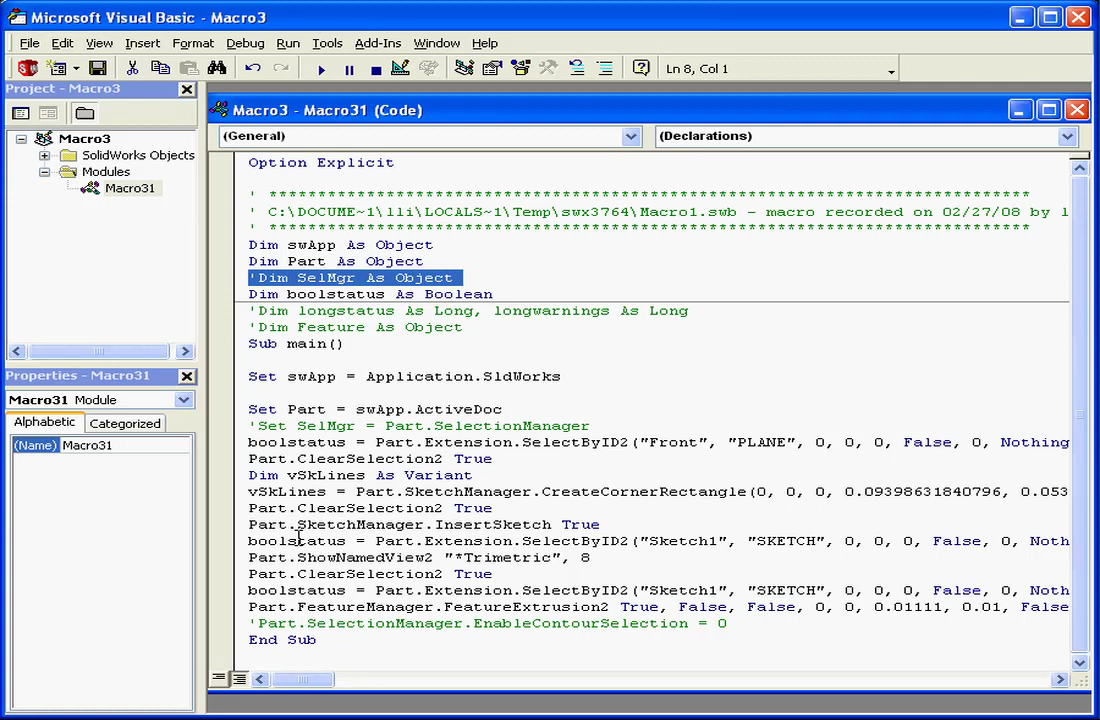 Microsoft Visual Basic - Macro3
File Edit View Insert Format Debug Run Tools Add-Ins Window Help
Ln 8, Col 1
Project - Macro3
Macro3
SolidWorks Objects
Modules
Macro31
Properties - Macro31
Macro31 Module
Alphabetic Categorized
(Name) Macro31
Macro3 - Macro31 (Code)
(General) (Declarations)
Option Explicit
' ******************************************************************************
' C:\DOCUME~1\lli\LOCALS~1\Temp\swx3764\Macro1.swb - macro recorded on 02/27/08 by l
' ******************************************************************************
Dim swApp As Object
Dim Part As Object
'Dim SelMgr As Object
Dim boolstatus As Boolean
'Dim longstatus As Long, longwarnings As Long
'Dim Feature As Object
Sub main()
Set swApp = Application.SldWorks
Set Part = swApp.ActiveDoc
'Set SelMgr = Part.SelectionManager
boolstatus = Part.Extension.SelectByID2("Front", "PLANE", 0, 0, 0, False, 0, Nothing
Part.ClearSelection2 True
Dim vSkLines As Variant
vSkLines = Part.SketchManager.CreateCornerRectangle(0, 0, 0, 0.09398631840796, 0.053
Part.ClearSelection2 True
Part.SketchManager.InsertSketch True
boolstatus = Part.Extension.SelectByID2("Sketch1", "SKETCH", 0, 0, 0, False, 0, Noth
Part.ShowNamedView2 "*Trimetric", 8
Part.ClearSelection2 True
boolstatus = Part.Extension.SelectByID2("Sketch1", "SKETCH", 0, 0, 0, False, 0, Noth
Part.FeatureManager.FeatureExtrusion2 True, False, False, 0, 0, 0.01111, 0.01, False
'Part.SelectionManager.EnableContourSelection = 0
End Sub